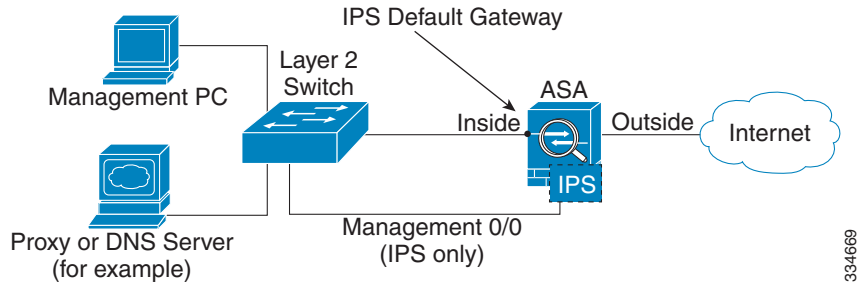 IPS Default Gateway
Layer 2
Switch
ASA
Management PC
Inside
Outside
Internet
IPS
Management 0/0
(IPS only)
Proxy or DNS Server
(for example)
334669